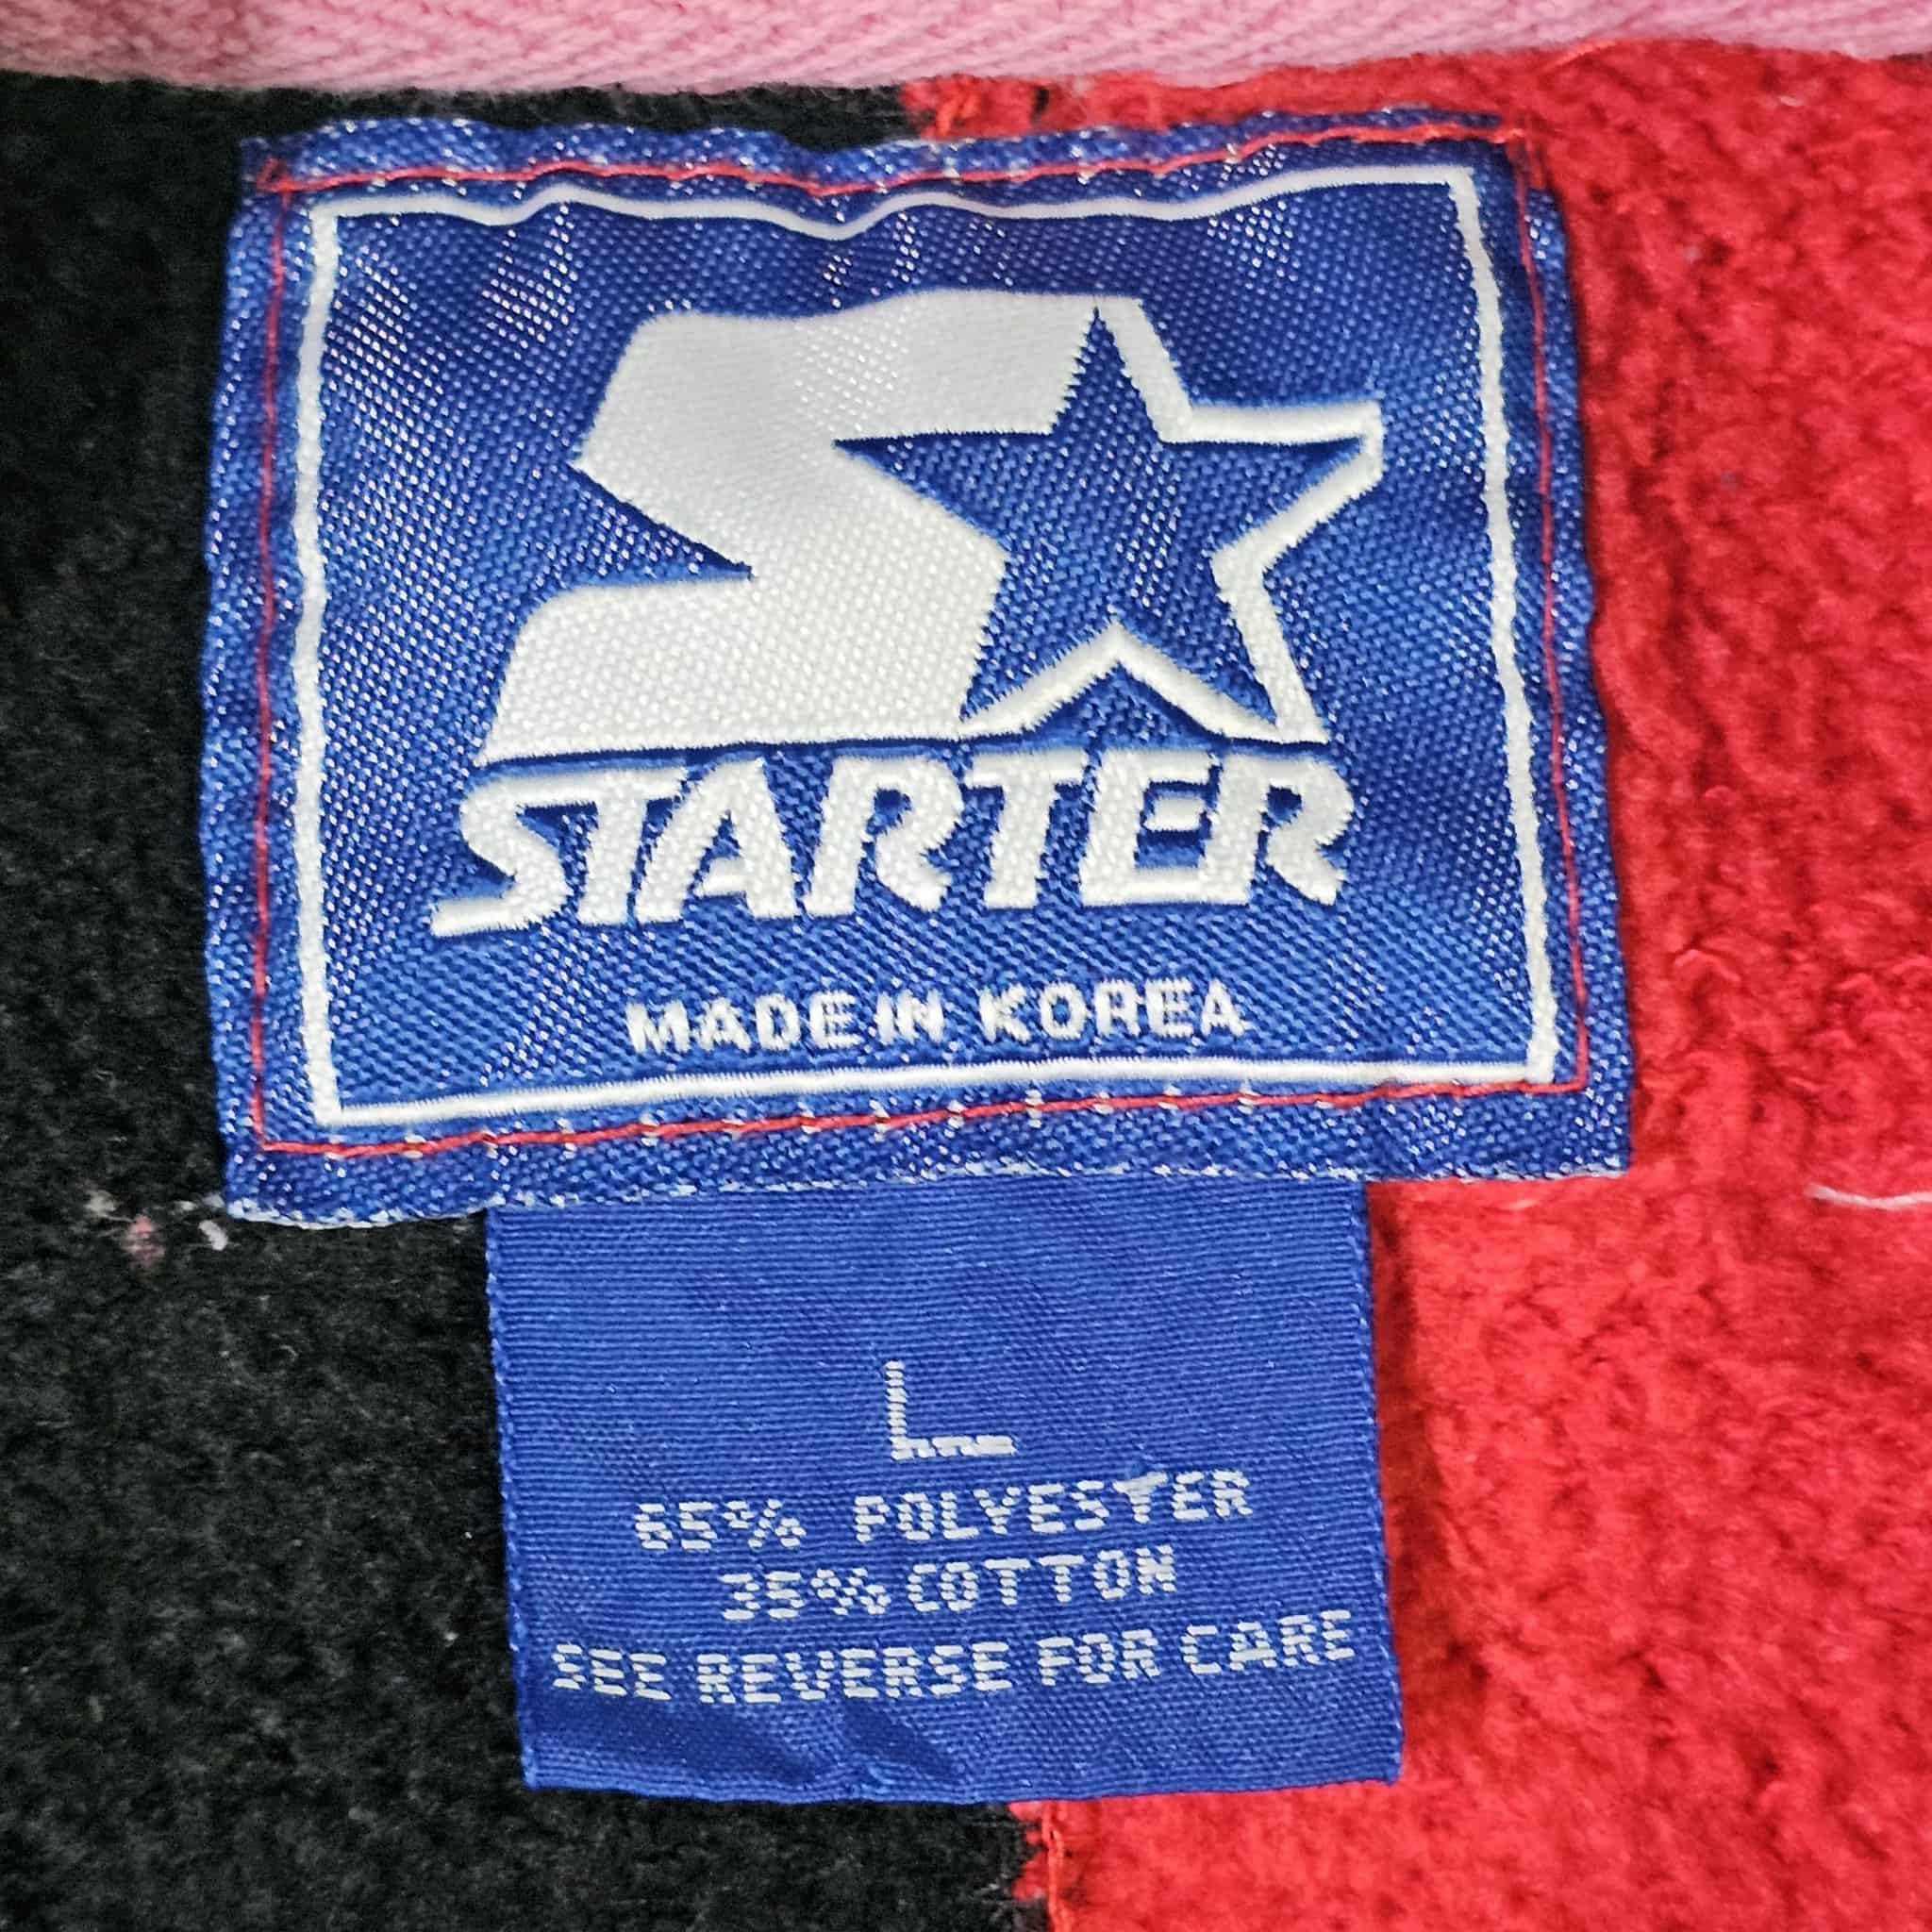 STARTER
MADE IN KOREA
L
65% POLYESTER
35% COTTON
SEE REVERSE FOR CARE